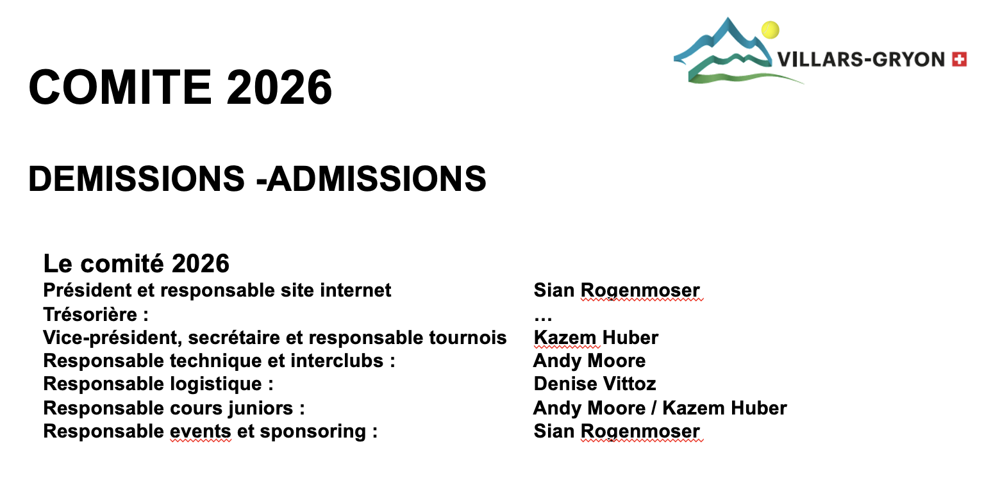 VILLARS-GRYON
COMITE 2026
DEMISSIONS -ADMISSIONS
Le comité 2026
Président et responsable site internet Sian Rogenmoser
Trésorière : …
Vice-président, secrétaire et responsable tournois Kazem Huber
Responsable technique et interclubs : Andy Moore
Responsable logistique : Denise Vittoz
Responsable cours juniors : Andy Moore / Kazem Huber
Responsable events et sponsoring : Sian Rogenmoser